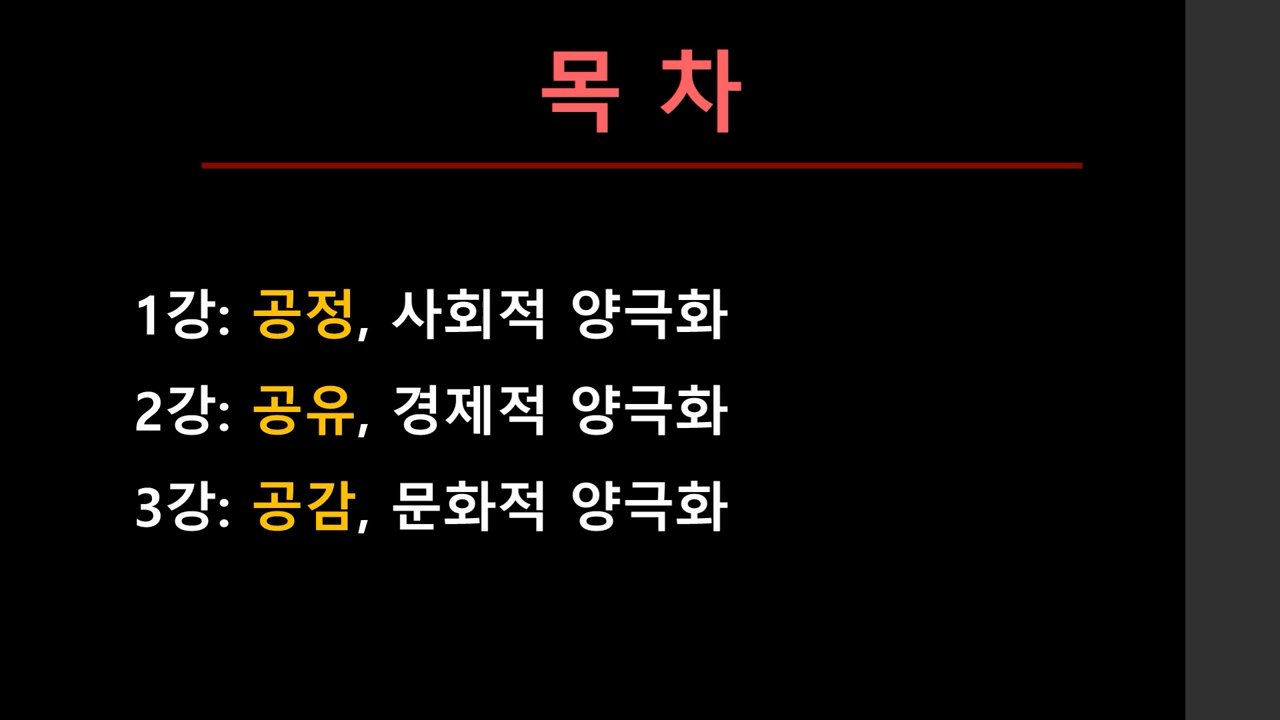 목 차
1강: 공정, 사회적 양극화
2강: 공유, 경제적 양극화
3강: 공감, 문화적 양극화